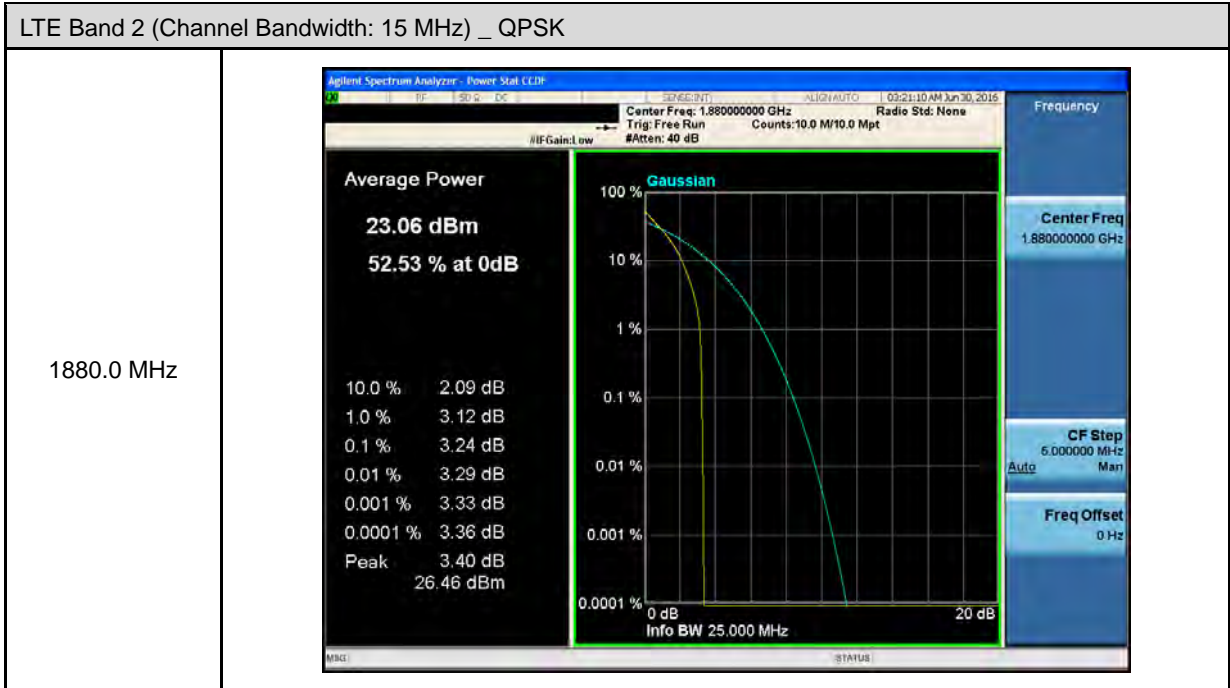 LTE Band 2 (Channel Bandwidth: 15 MHz) _ QPSK
1880.0 MHz
Agilent Spectrum Analyzer - Power Stat CCDF
RF 50 Ω DC SENSE:INT ALIGN AUTO 03:21:10 AM Jun 30, 2016
Center Freq: 1.880000000 GHz Radio Std: None
Trig: Free Run Counts:10.0 M/10.0 Mpt
#IFGain:Low #Atten: 40 dB
Average Power
23.06 dBm
52.53 % at 0dB
10.0 % 2.09 dB
1.0 % 3.12 dB
0.1 % 3.24 dB
0.01 % 3.29 dB
0.001 % 3.33 dB
0.0001 % 3.36 dB
Peak 3.40 dB
26.46 dBm
Gaussian
100 %
10 %
1 %
0.1 %
0.01 %
0.001 %
0.0001 %
0 dB 20 dB
Info BW 25.000 MHz
Frequency
Center Freq
1.880000000 GHz
CF Step
5.000000 MHz
Auto Man
Freq Offset
0 Hz
MSG STATUS